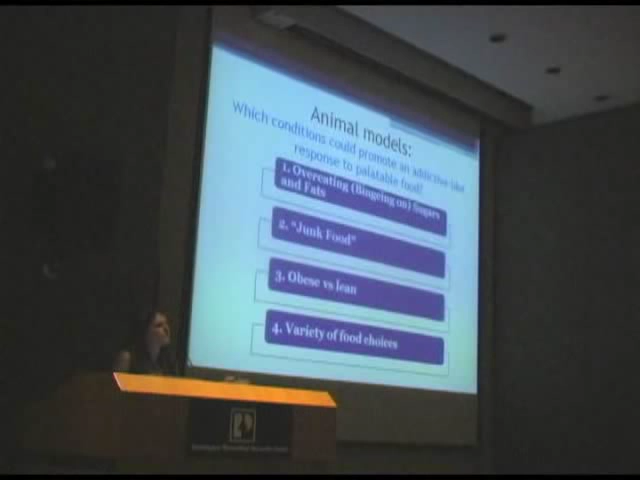 Animal models:
Which conditions could promote an addictive-like
response to palatable food?
1. Overeating (Bingeing on) Sugars
and Fats
2. "Junk Food"
3. Obese vs lean
4. Variety of food choices